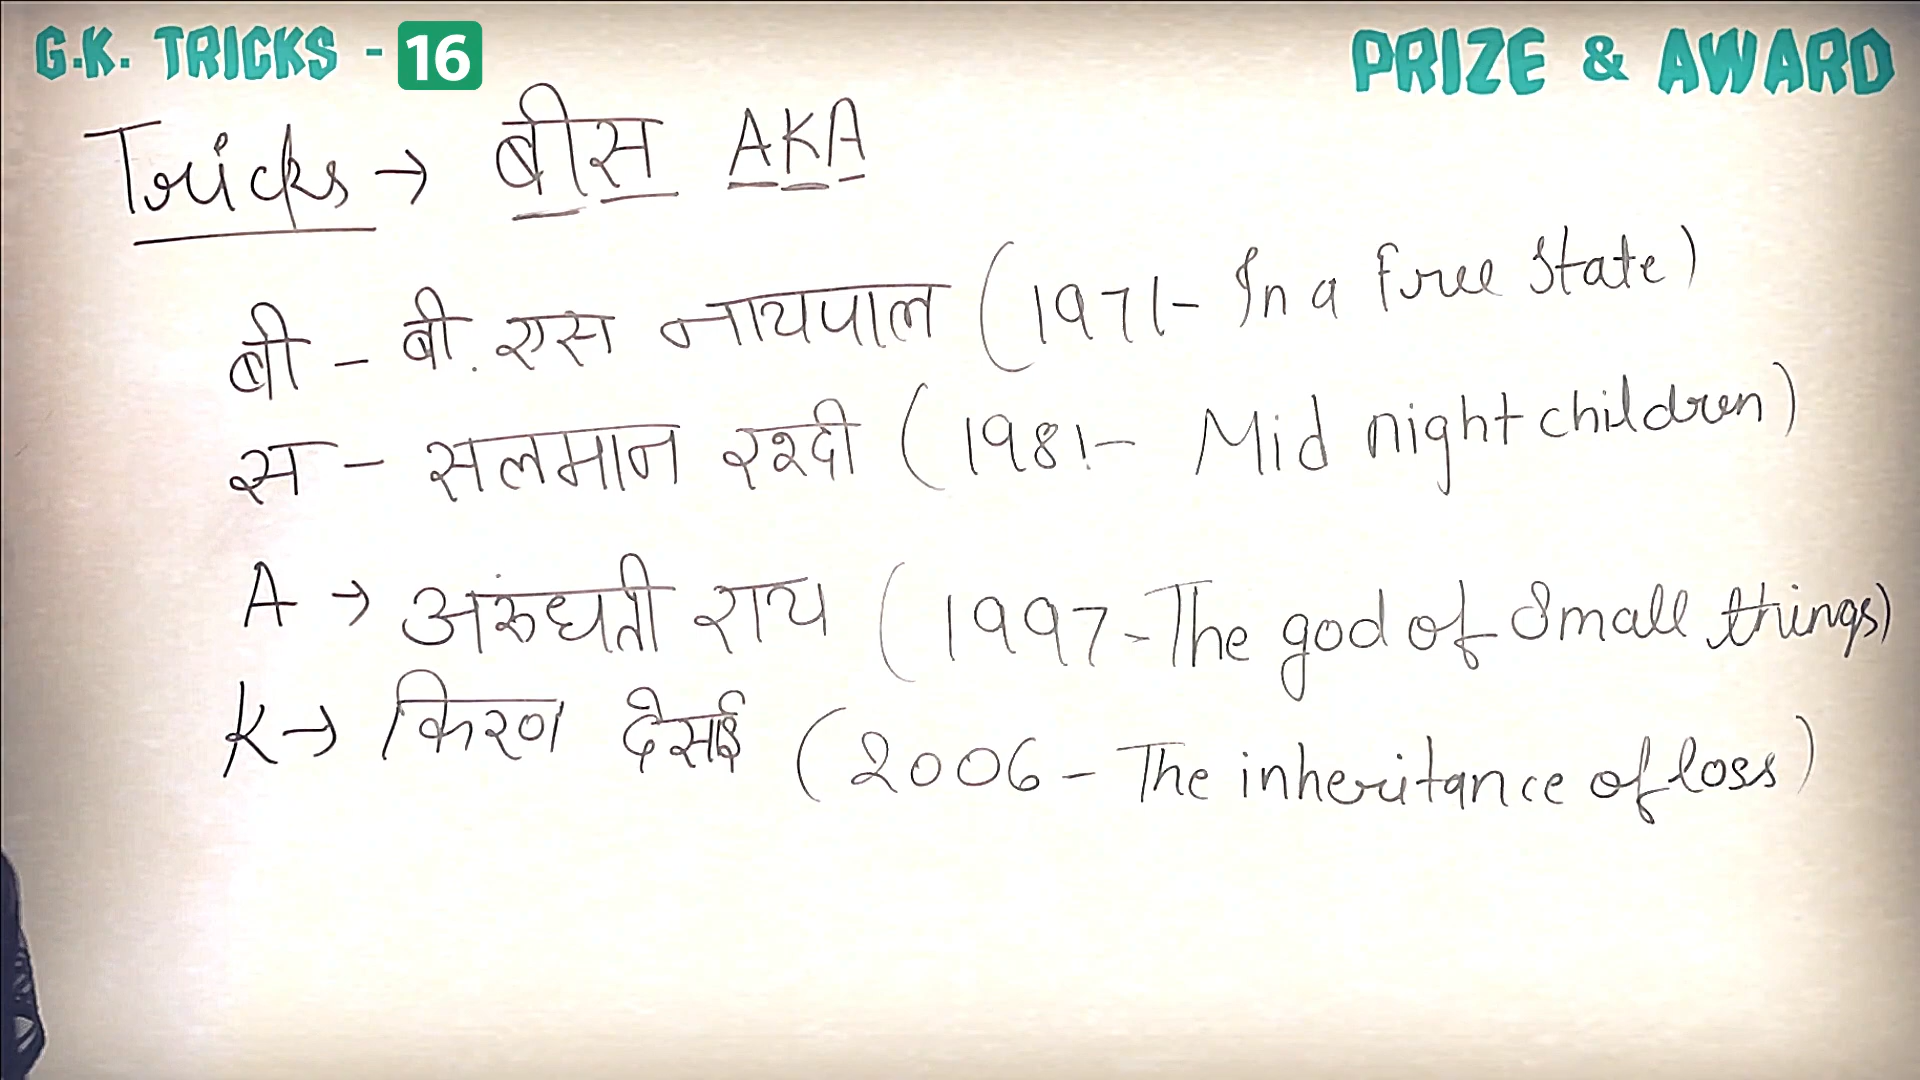 G.K. TRICKS - 16
PRIZE & AWARD
Tricks → बीस AKA
बी - बी. एस नायपाल (1971- In a free State)
स - सलमान रश्दी (1981- Mid night children)
A → अरुंधती राय (1997-The god of Small things)
K → किरण देसाई (2006 - The inheritance of loss)